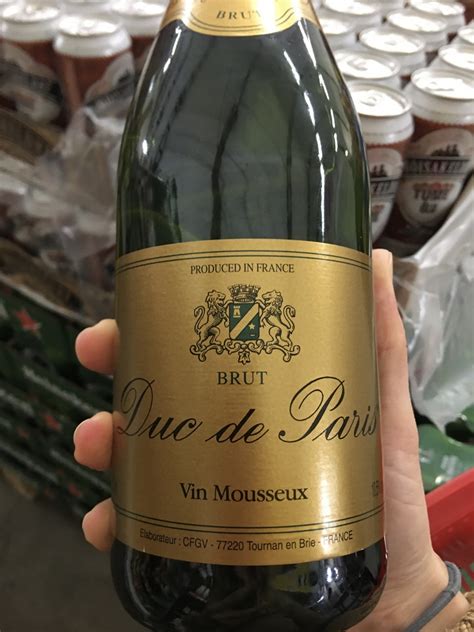 BRUT
PRODUCED IN FRANCE
BRUT
Duc de Paris
Vin Mousseux
Elaborateur : CFGV - 77220 Tournan en Brie - FRANCE